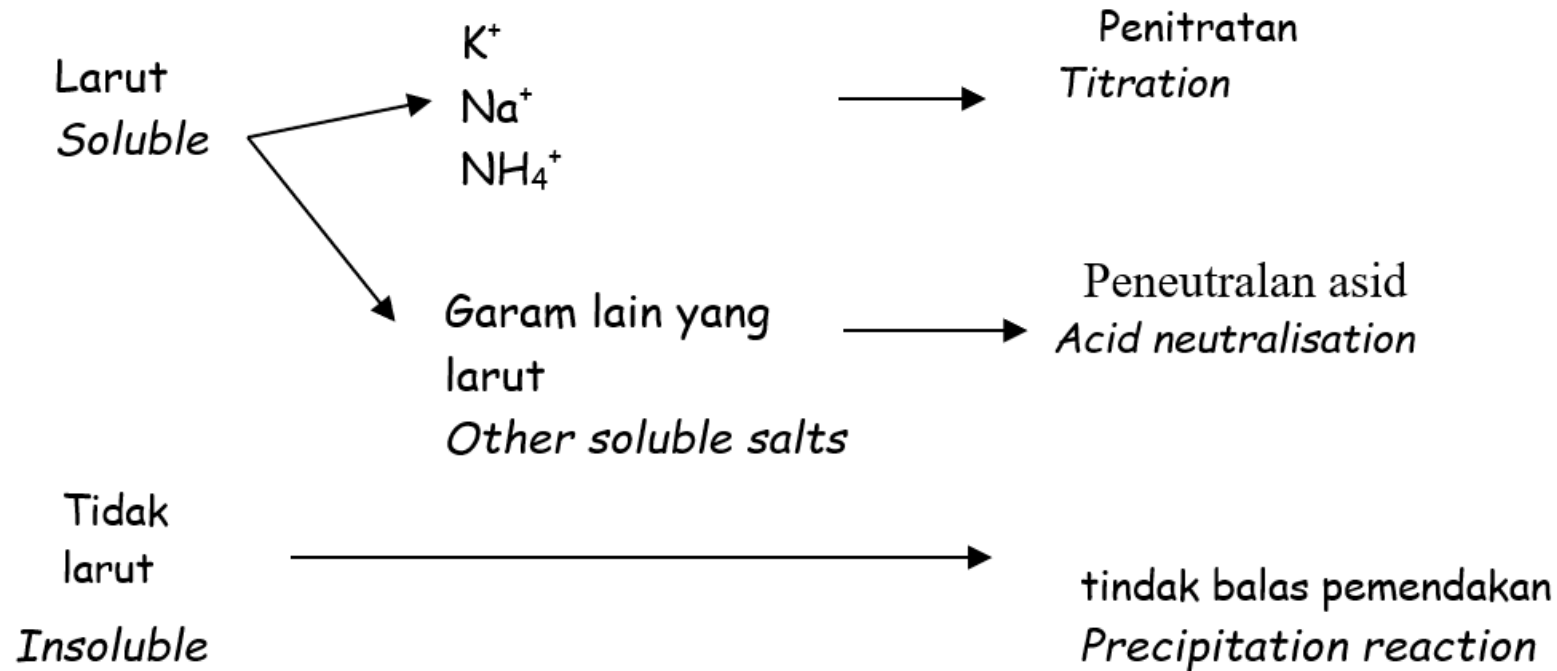 Larut
Soluble
K⁺
Na⁺
NH₄⁺
Penitratan
Titration
Garam lain yang
larut
Other soluble salts
Peneutralan asid
Acid neutralisation
Tidak
larut
Insoluble
tindak balas pemendakan
Precipitation reaction